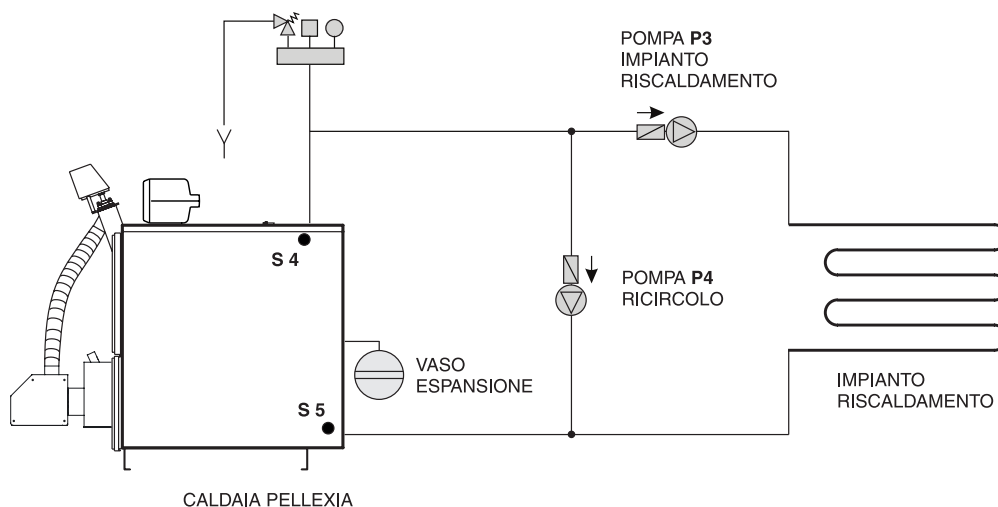 POMPA P3
IMPIANTO
RISCALDAMENTO
S 4
POMPA P4
RICIRCOLO
VASO
ESPANSIONE
S 5
IMPIANTO
RISCALDAMENTO
CALDAIA PELLEXIA